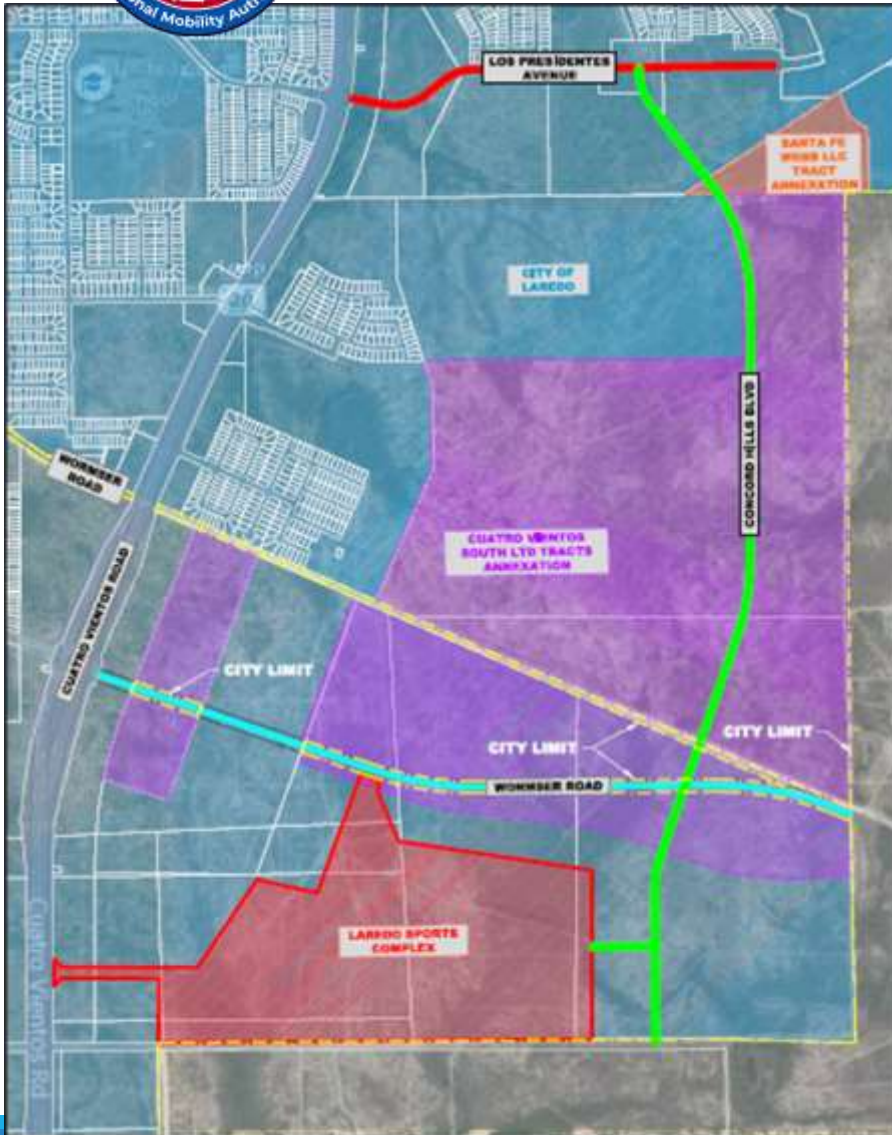 onal Mobility Aut
LOS PRESIDENTES
AVENUE
SANTA FE
WEBB LLC
TRACT
ANNEXATION
CITY OF
LAREDO
20
CONCORD HILLS BLVD
WORMSER
ROAD
CUATRO VIENTOS
SOUTH LTD TRACTS
ANNEXATION
CUATRO VIENTOS ROAD
CITY LIMIT
CITY LIMIT
CITY LIMIT
WORMSER ROAD
LAREDO SPORTS
COMPLEX
Cuatro Vientos Rd